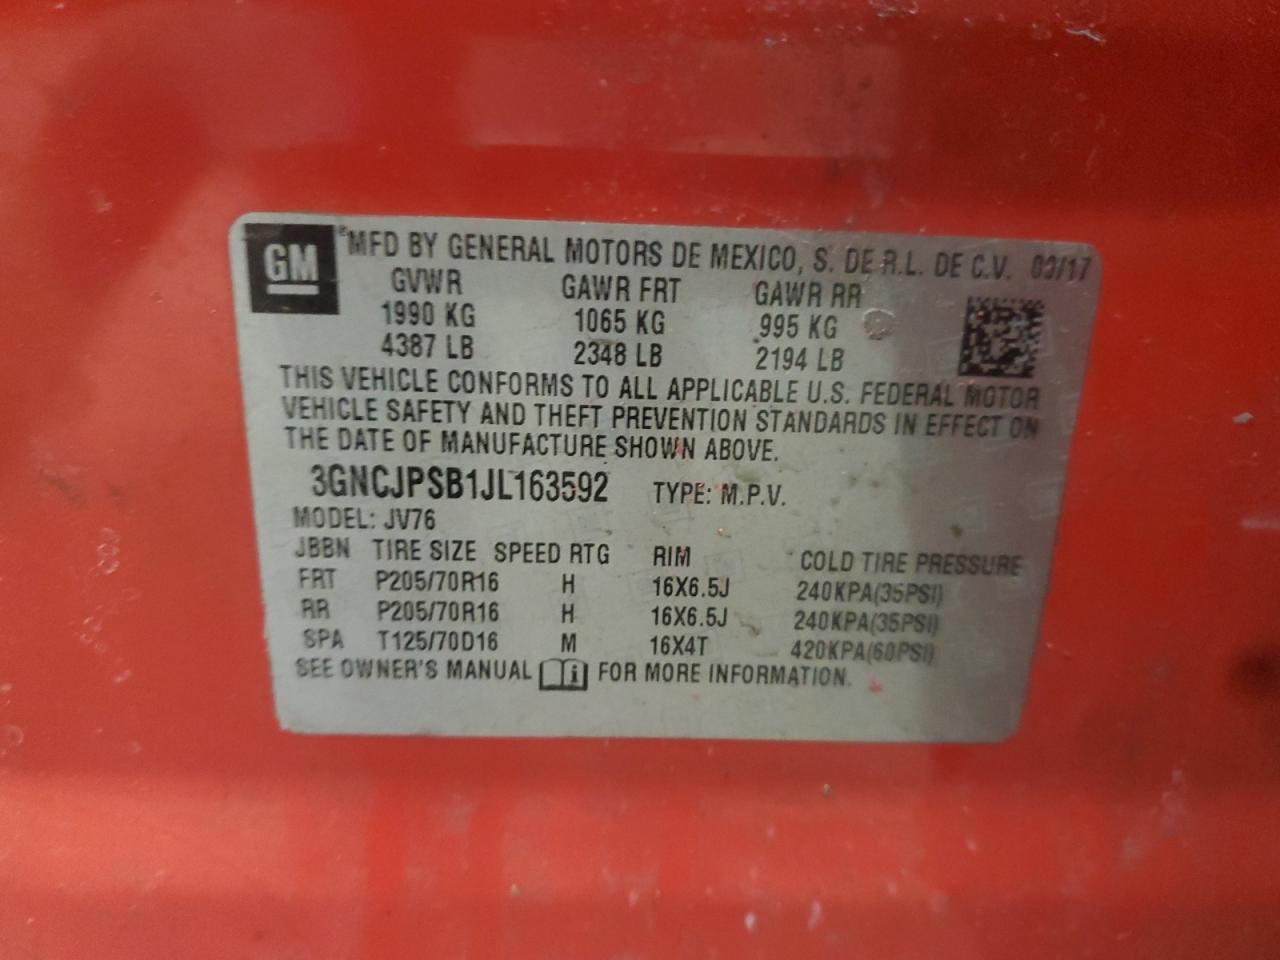 GM ® MFD BY GENERAL MOTORS DE MEXICO, S. DE R.L. DE C.V.
GVWR GAWR FRT GAWR RR
1990 KG 1065 KG 995 KG
4387 LB 2348 LB 2194 LB
THIS VEHICLE CONFORMS TO ALL APPLICABLE U.S. FEDERAL MOTOR
VEHICLE SAFETY AND THEFT PREVENTION STANDARDS IN EFFECT ON
THE DATE OF MANUFACTURE SHOWN ABOVE.
3GNCJPSB1JL163592 TYPE: M.P.V.
MODEL: JV76
JBBN TIRE SIZE SPEED RTG RIM COLD TIRE PRESSURE
FRT P205/70R16 H 16X6.5J 240KPA(35PSI)
RR P205/70R16 H 16X6.5J 240KPA(35PSI)
SPA T125/70D16 M 16X4T 420KPA(60PSI)
SEE OWNER'S MANUAL i FOR MORE INFORMATION.